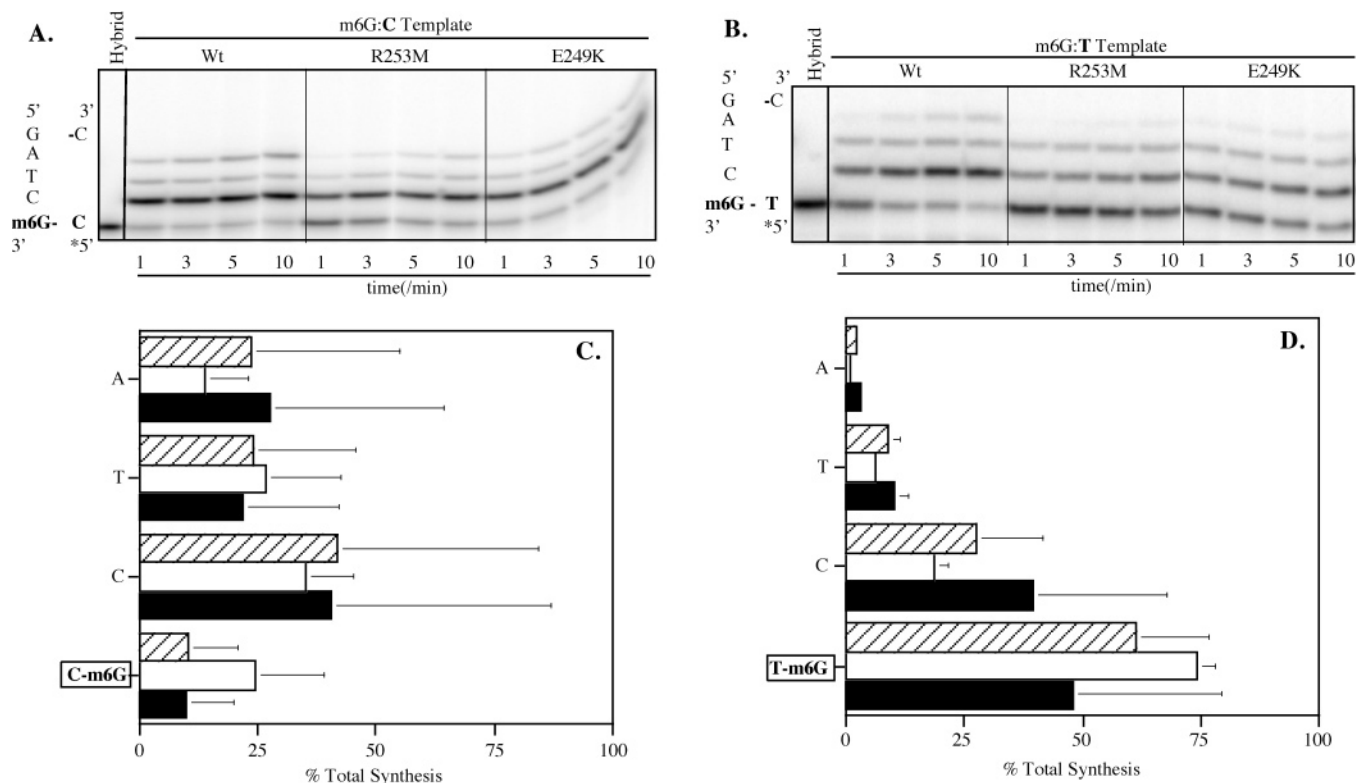 A.
Hybrid
m6G:C Template
Wt R253M E249K
5’ 3’
G -C
A
T
C
m6G- C
3’ *5’
1 3 5 10 1 3 5 10 1 3 5 10
time(/min)
B.
Hybrid
m6G:T Template
Wt R253M E249K
5’ 3’
G -C
A
T
C
m6G - T
3’ *5’
1 3 5 10 1 3 5 10 1 3 5 10
time(/min)
C.
A
T
C
C-m6G
0 25 50 75 100
% Total Synthesis
D.
A
T
C
T-m6G
0 25 50 75 100
% Total Synthesis